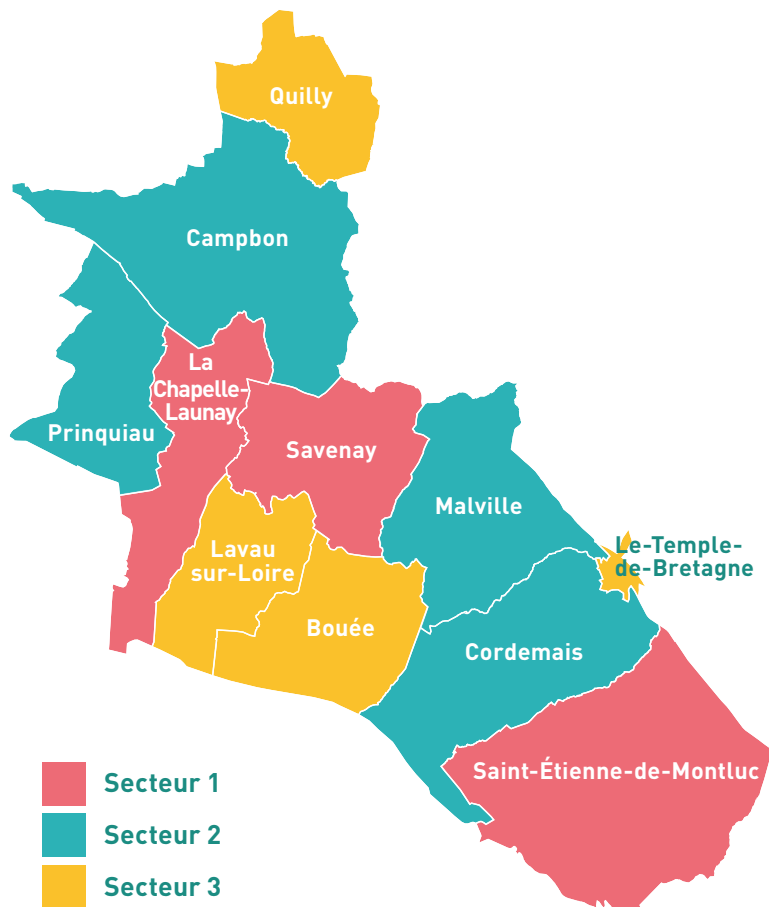 Quilly
Campbon
La
Chapelle-
Launay
Prinquiau
Savenay
Malville
Le-Temple-
de-Bretagne
Lavau
sur-Loire
Bouée
Cordemais
Saint-Étienne-de-Montluc
Secteur 1
Secteur 2
Secteur 3